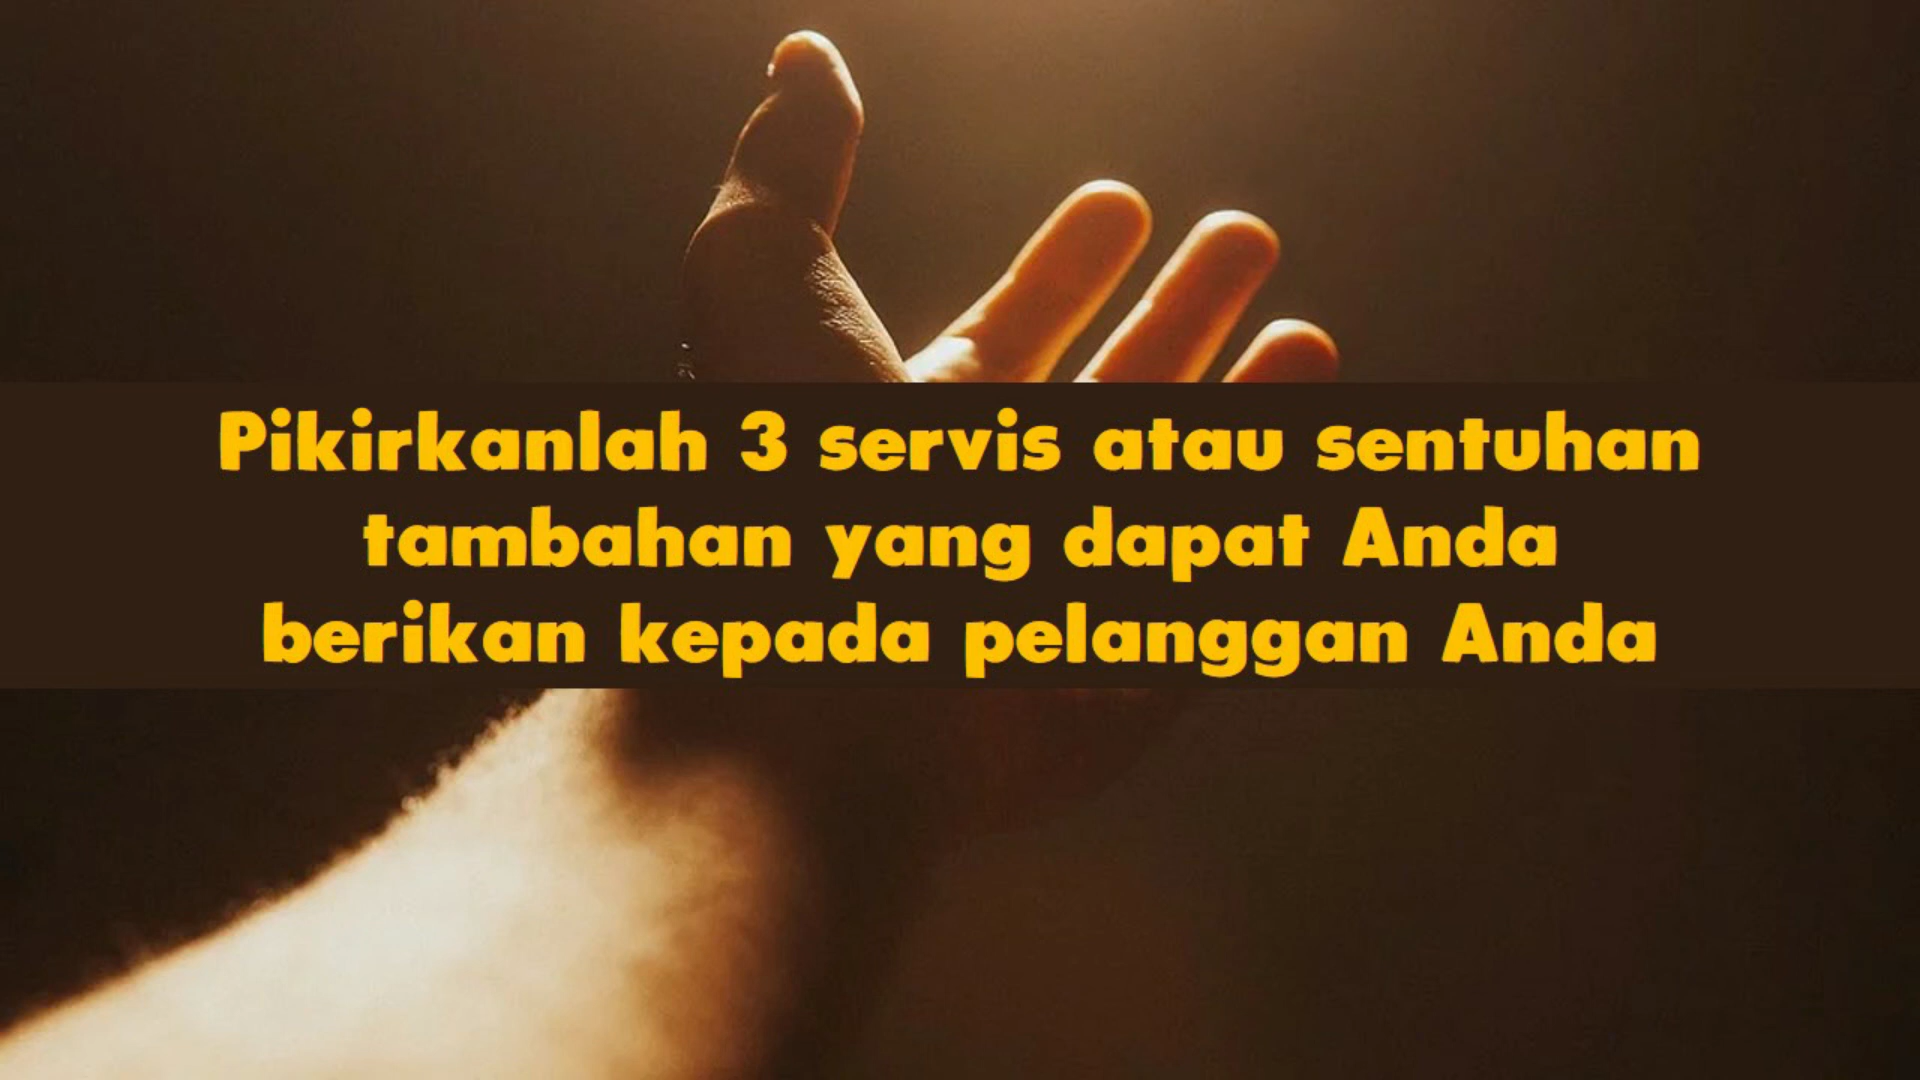 Pikirkanlah 3 servis atau sentuhan
tambahan yang dapat Anda
berikan kepada pelanggan Anda